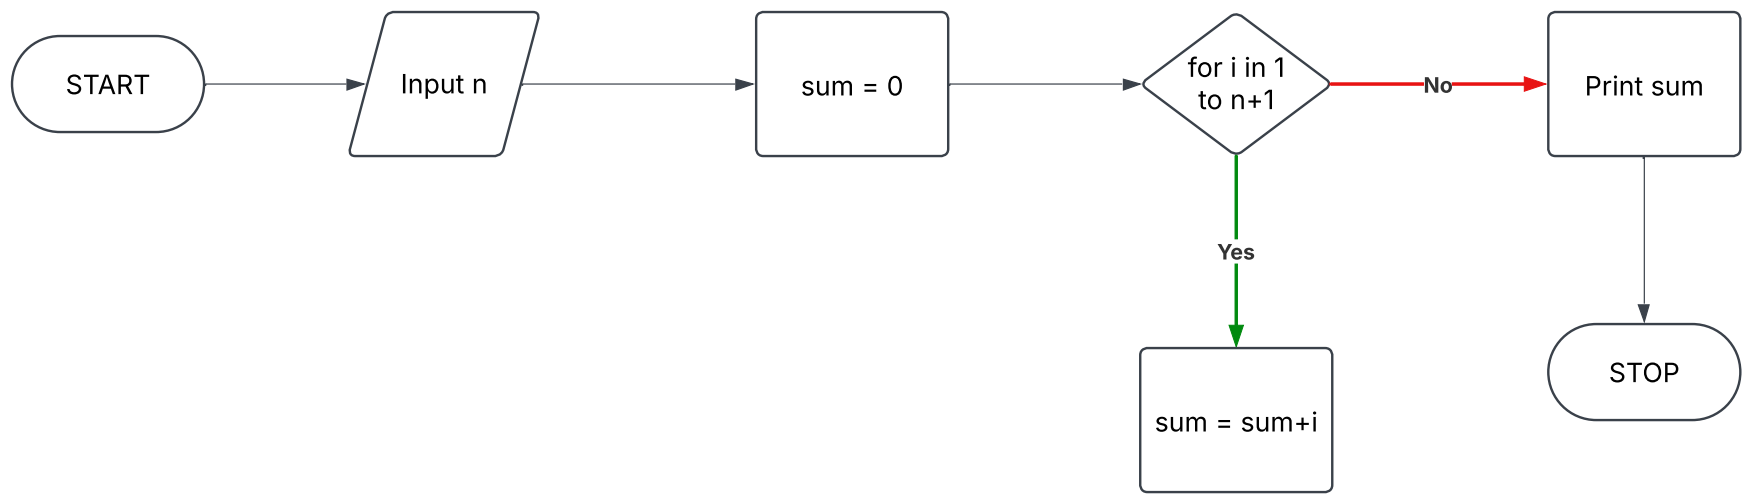 START
Input n
sum = 0
for i in 1
to n+1
No
Print sum
Yes
STOP
sum = sum+i